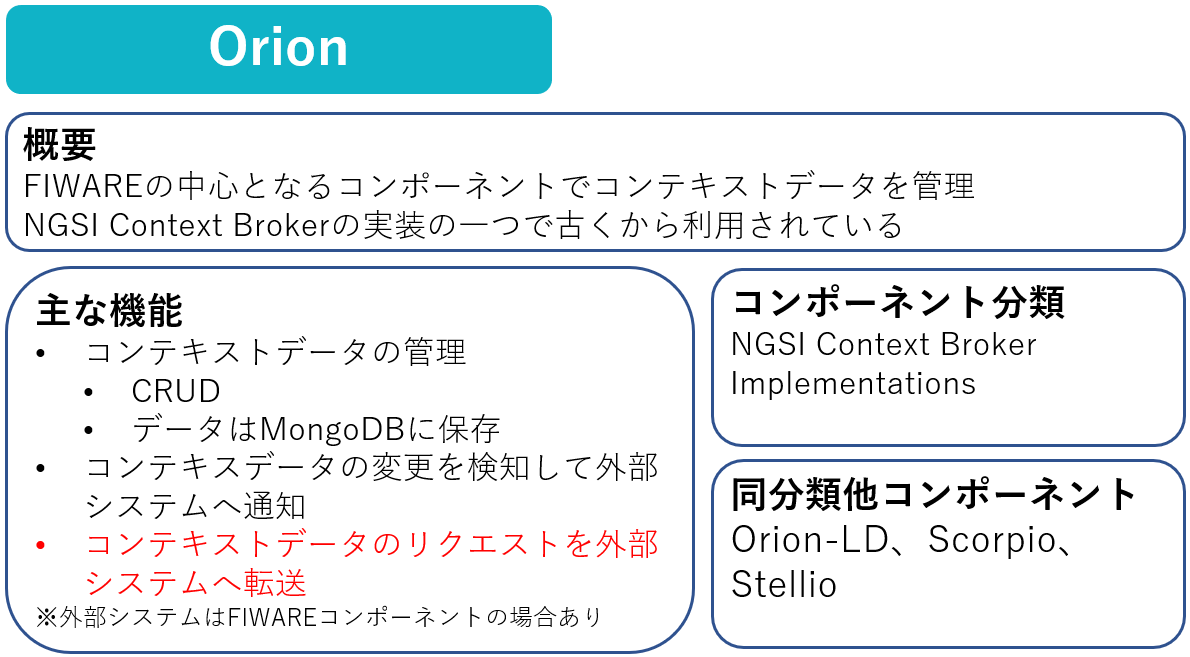 Orion
概要
FIWAREの中心となるコンポーネントでコンテキストデータを管理
NGSI Context Brokerの実装の一つで古くから利用されている
主な機能
• コンテキストデータの管理
• CRUD
• データはMongoDBに保存
• コンテキスデータの変更を検知して外部
システムへ通知
• コンテキストデータのリクエストを外部
システムへ転送
※外部システムはFIWAREコンポーネントの場合あり
コンポーネント分類
NGSI Context Broker
Implementations
同分類他コンポーネント
Orion-LD、Scorpio、
Stellio